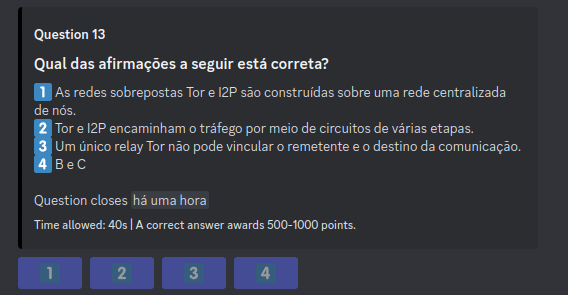 Question 13
Qual das afirmações a seguir está correta?
1 As redes sobrepostas Tor e I2P são construídas sobre uma rede centralizada
de nós.
2 Tor e I2P encaminham o tráfego por meio de circuitos de várias etapas.
3 Um único relay Tor não pode vincular o remetente e o destino da comunicação.
4 B e C
Question closes há uma hora
Time allowed: 40s | A correct answer awards 500-1000 points.
1 2 3 4